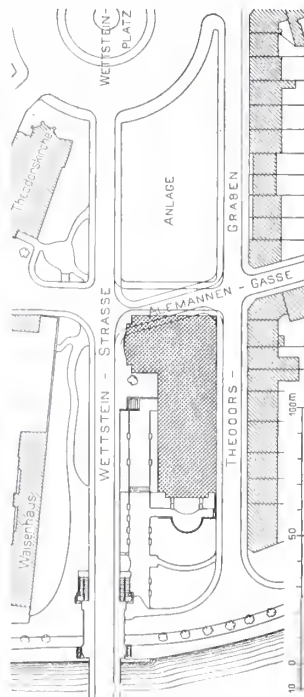 WETTSTEIN-
PLATZ
Theodorskirche
ANLAGE
GRABEN
ALEMANNEN - GASSE
WETTSTEIN - STRASSE
THEODORS-
Waisenhaus
10 0 50 100m